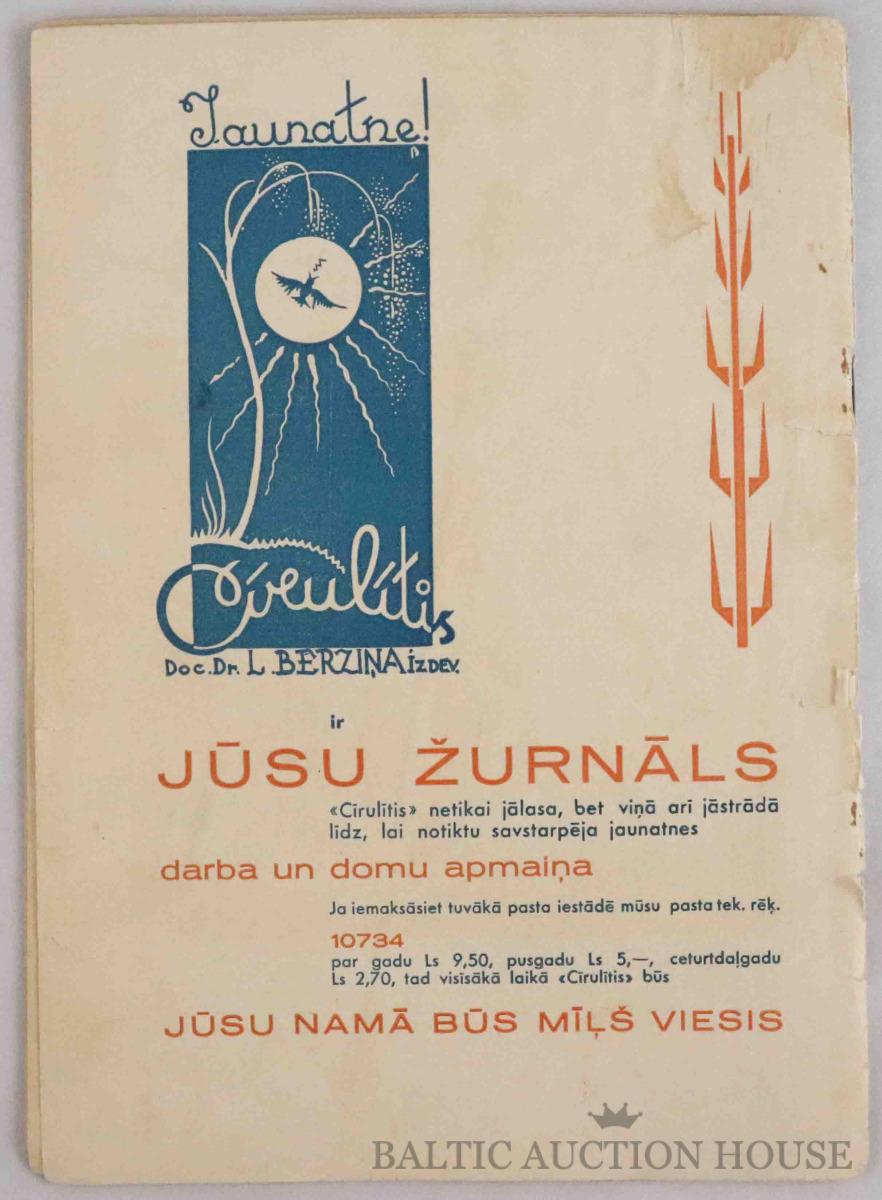 Jaunatne!
Cīrulītis
Doc. Dr. L. BĒRZIŅA izdev.
ir
JŪSU ŽURNĀLS
«Cīrulītis» netikai jālasa, bet viņā arī jāstrādā
līdz, lai notiktu savstarpēja jaunatnes
darba un domu apmaiņa
Ja iemaksāsiet tuvākā pasta iestādē mūsu pasta tek. rēķ.
10734
par gadu Ls 9,50, pusgadu Ls 5,—, ceturtdaļgadu
Ls 2,70, tad visīsākā laikā «Cīrulītis» būs
JŪSU NAMĀ BŪS MĪĻŠ VIESIS
BALTIC AUCTION HOUSE